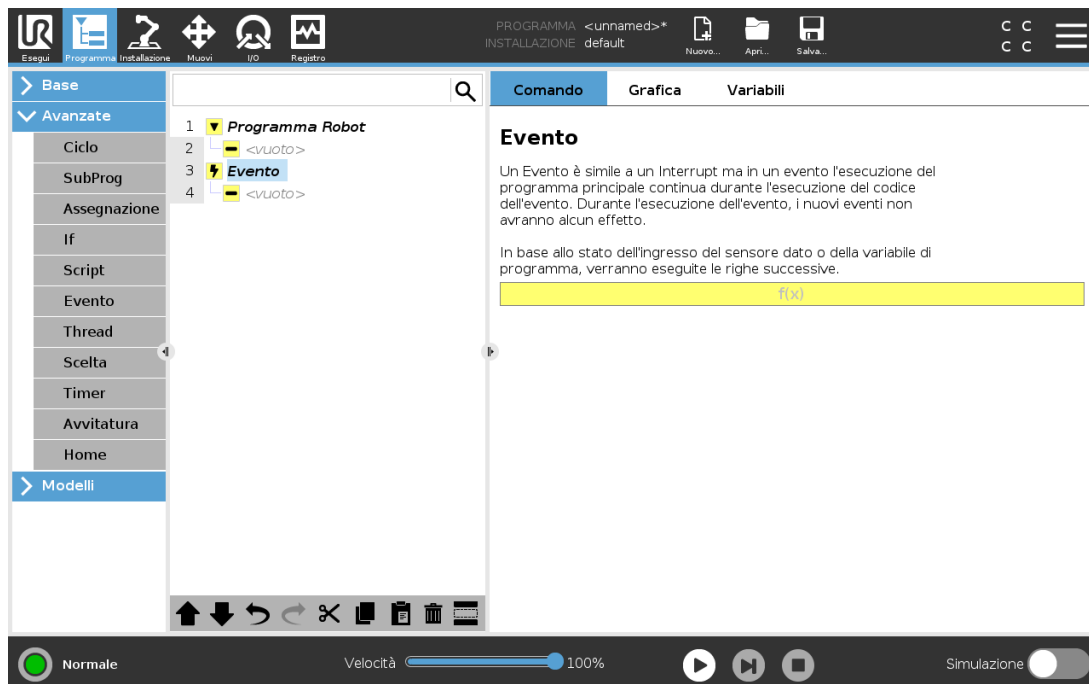 PROGRAMMA <unnamed>*
INSTALLAZIONE default
Esegui Programma Installazione Muovi I/O Registro Nuovo... Apri... Salva...
C C
C C
Base
Avanzate
Ciclo
SubProg
Assegnazione
If
Script
Evento
Thread
Scelta
Timer
Avvitatura
Home
Modelli
1 Programma Robot
2 <vuoto>
3 Evento
4 <vuoto>
Comando Grafica Variabili
Evento
Un Evento è simile a un Interrupt ma in un evento l'esecuzione del
programma principale continua durante l'esecuzione del codice
dell'evento. Durante l'esecuzione dell'evento, i nuovi eventi non
avranno alcun effetto.
In base allo stato dell'ingresso del sensore dato o della variabile di
programma, verranno eseguite le righe successive.
f(x)
Normale Velocità 100% Simulazione